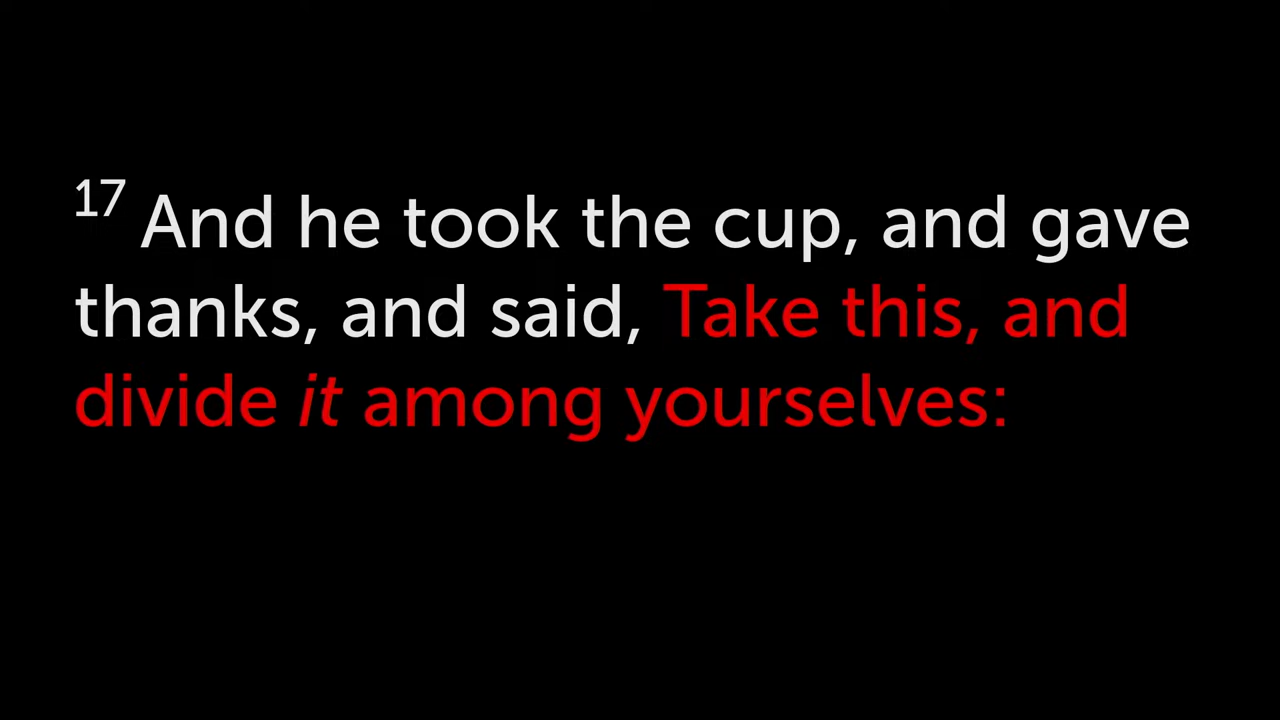 17 And he took the cup, and gave
thanks, and said, Take this, and
divide it among yourselves: